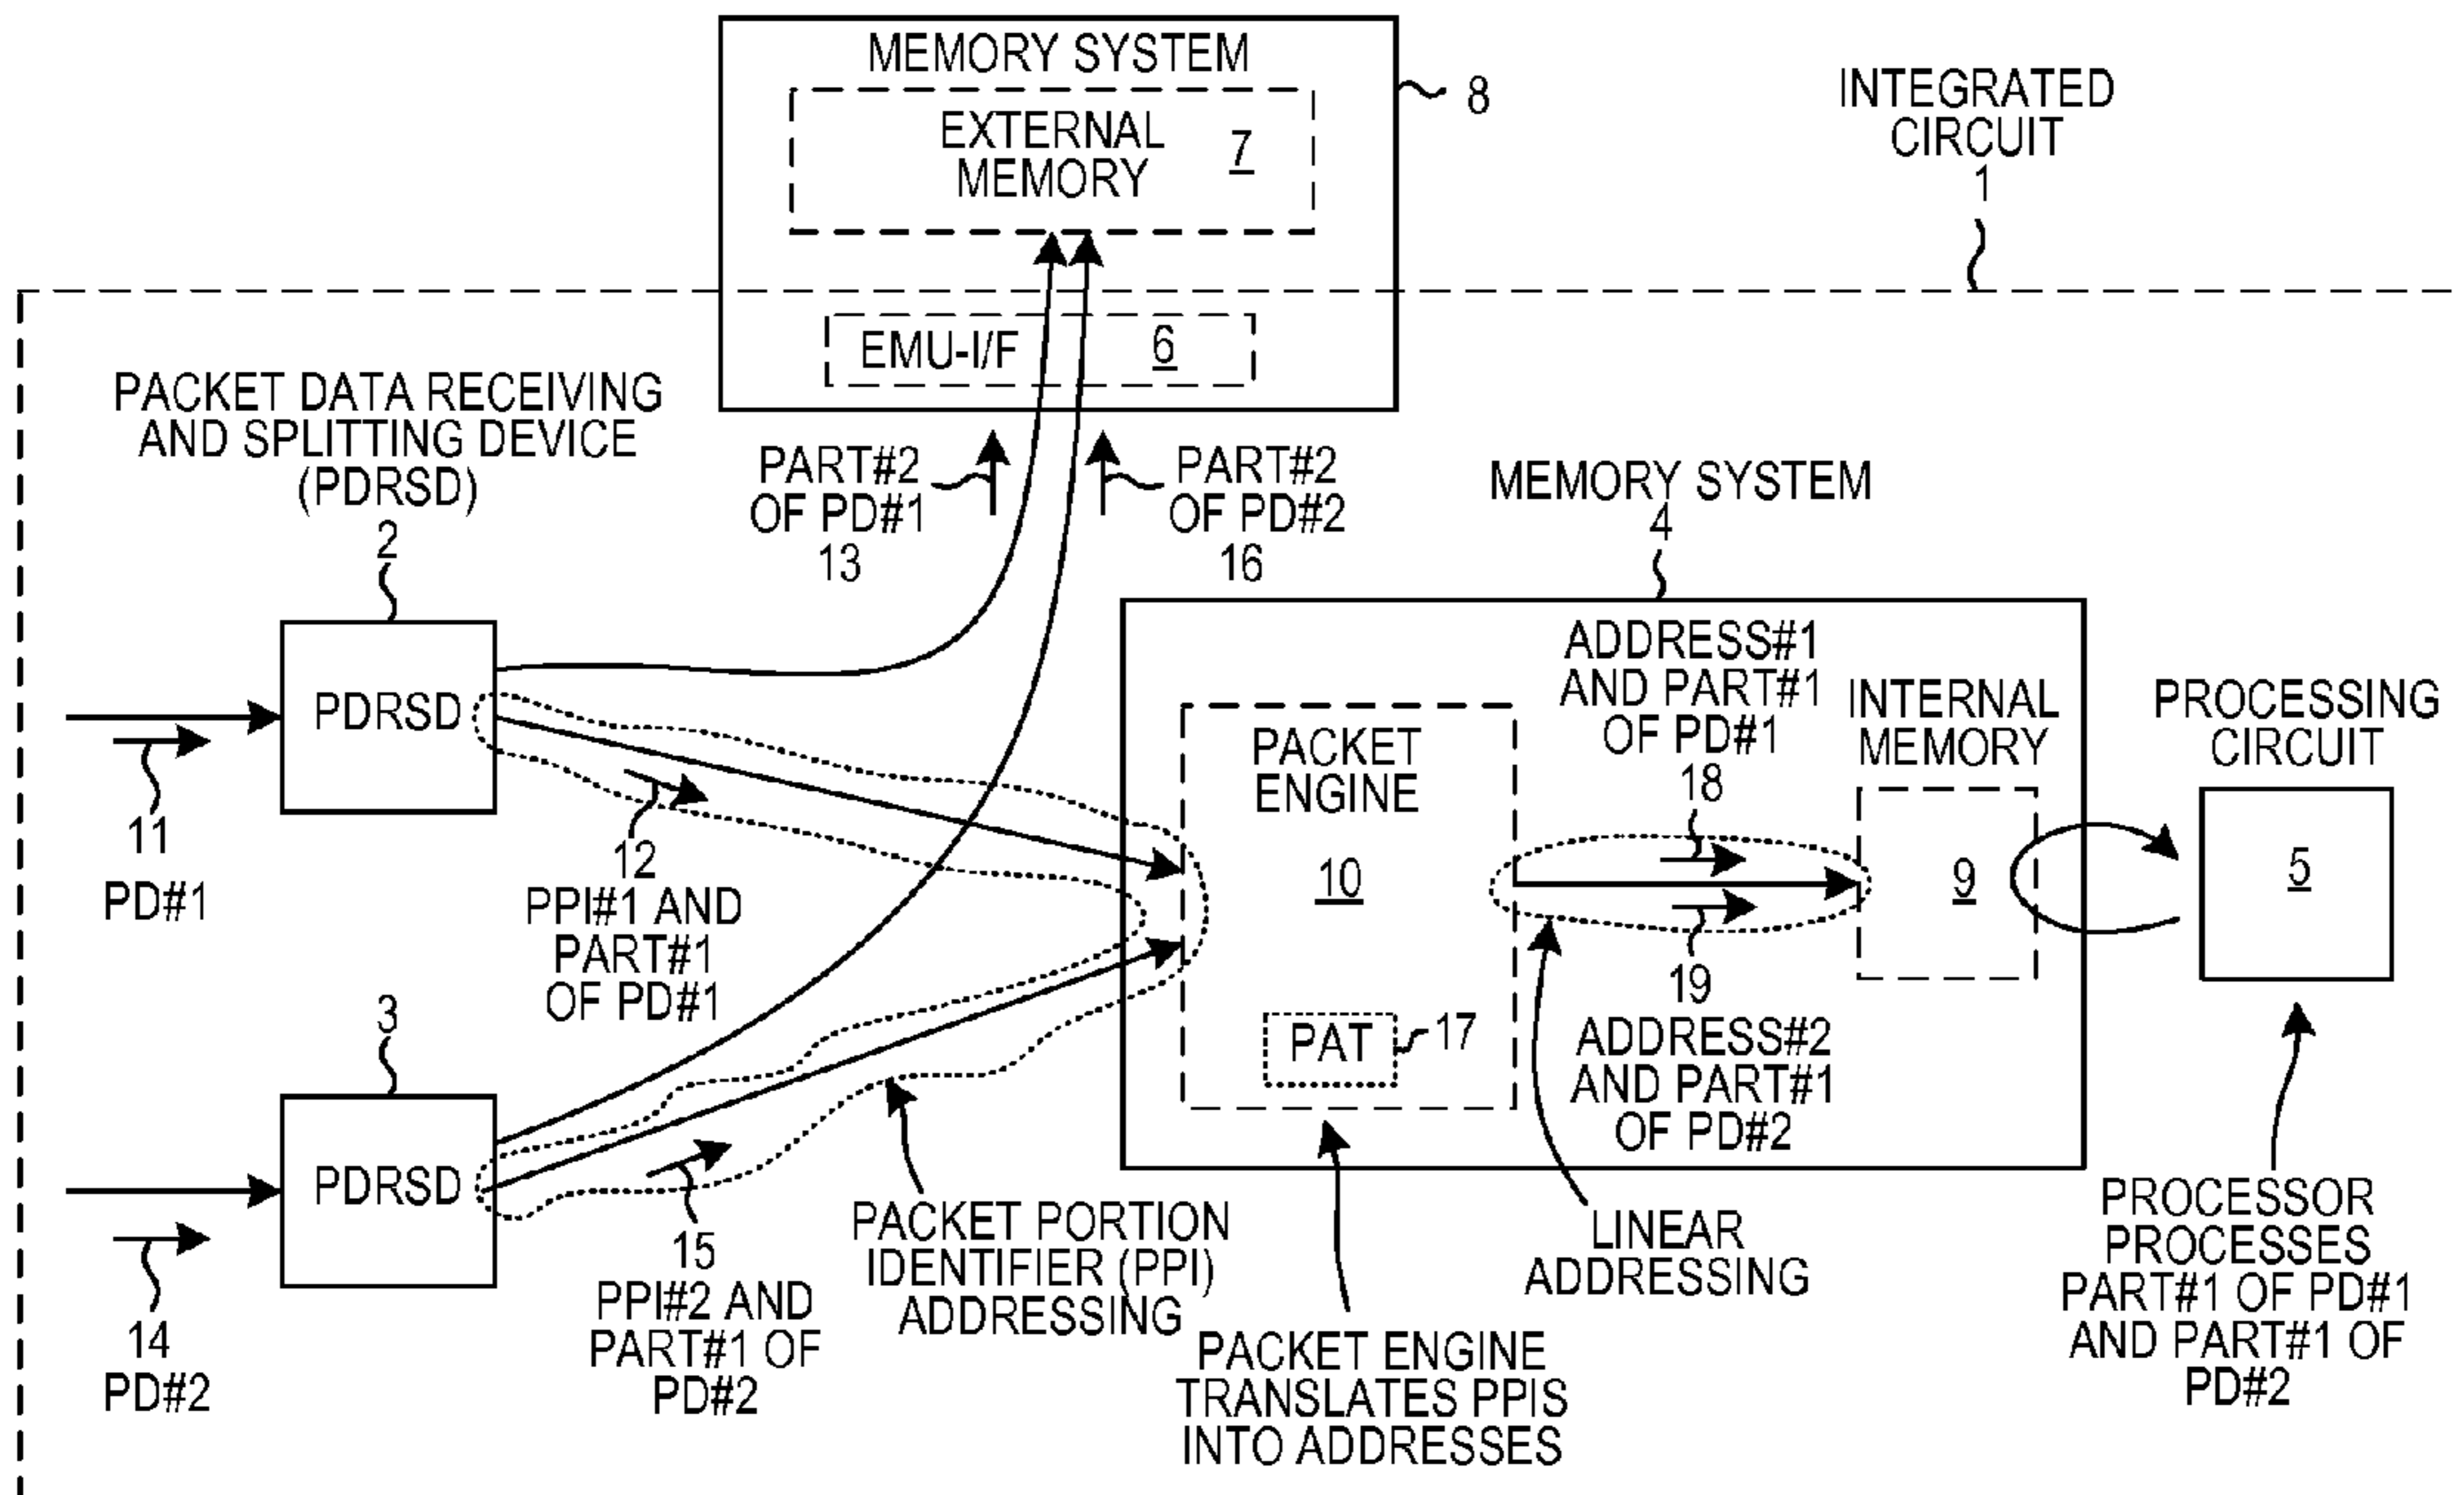 MEMORY SYSTEM
EXTERNAL
MEMORY
7
8
INTEGRATED
CIRCUIT
1
EMU-I/F
6
PACKET DATA RECEIVING
AND SPLITTING DEVICE
(PDRSD)
2
PART#2
OF PD#1
13
PART#2
OF PD#2
16
MEMORY SYSTEM
4
PDRSD
11
PD#1
12
PPI#1 AND
PART#1
OF PD#1
PACKET
ENGINE
10
PAT
17
ADDRESS#1
AND PART#1
OF PD#1
18
INTERNAL
MEMORY
9
19
ADDRESS#2
AND PART#1
OF PD#2
PROCESSING
CIRCUIT
5
3
PDRSD
14
PD#2
15
PPI#2 AND
PART#1 OF
PD#2
PACKET PORTION
IDENTIFIER (PPI)
ADDRESSING
PACKET ENGINE
TRANSLATES PPIS
INTO ADDRESSES
LINEAR
ADDRESSING
PROCESSOR
PROCESSES
PART#1 OF PD#1
AND PART#1 OF
PD#2